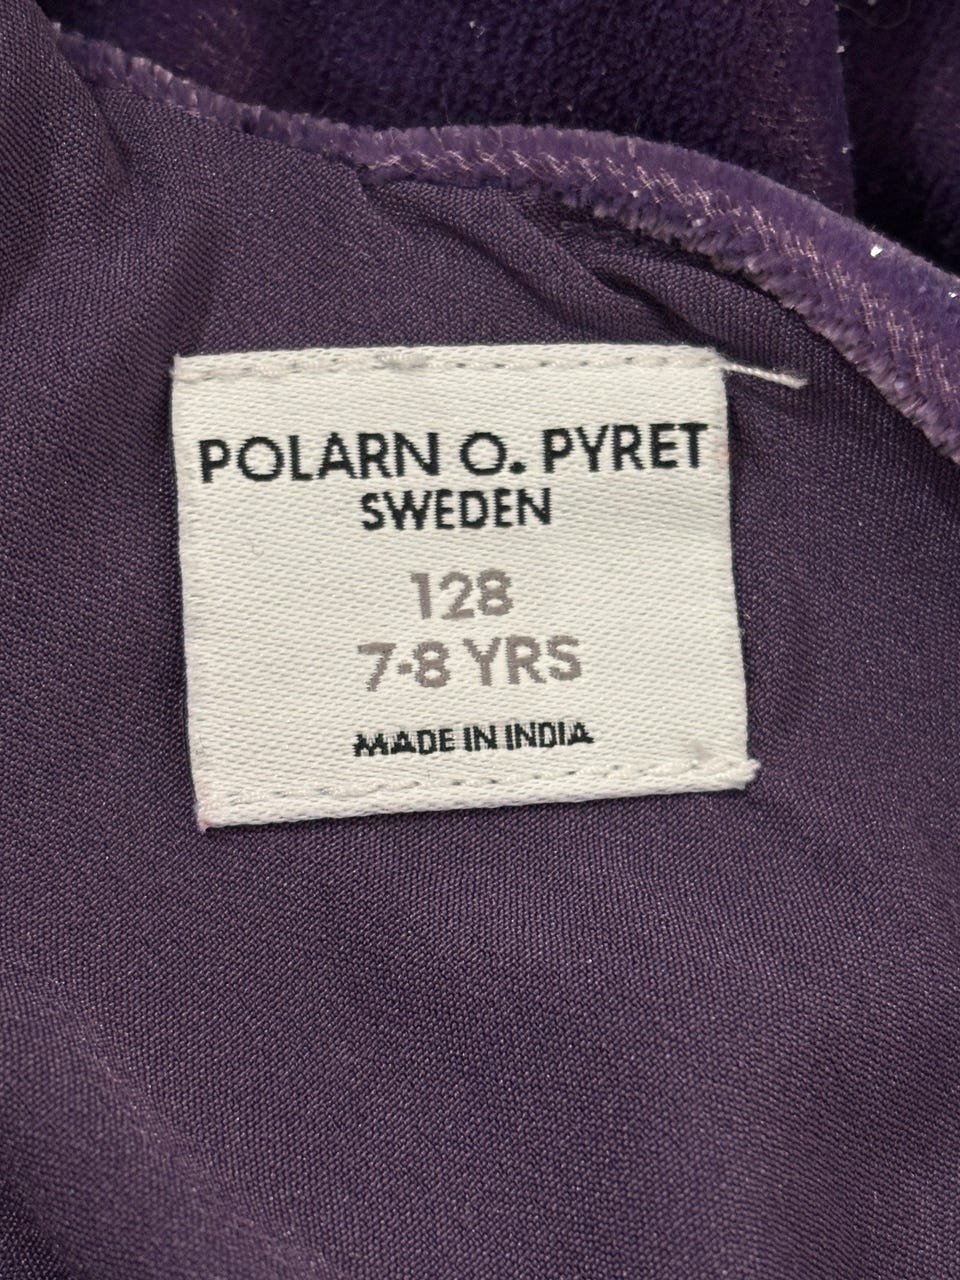 POLARN O. PYRET
SWEDEN
128
7-8 YRS
MADE IN INDIA